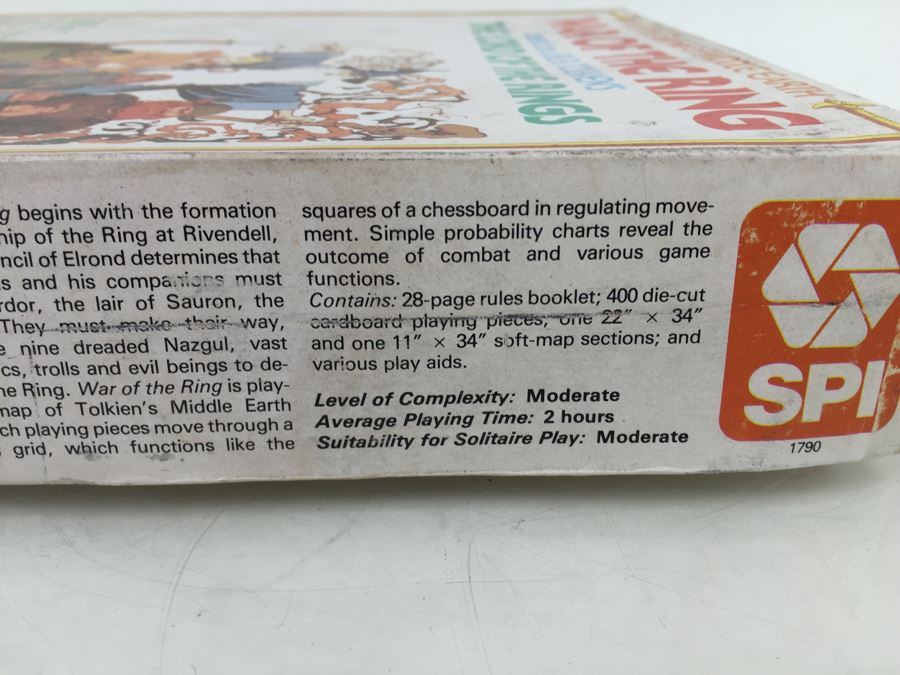 WAR OF THE RING
THE LORD OF THE RINGS
g begins with the formation
hip of the Ring at Rivendell,
ncil of Elrond determines that
s and his companions must
rdor, the lair of Sauron, the
They must make their way,
e nine dreaded Nazgul, vast
cs, trolls and evil beings to de-
he Ring. War of the Ring is play-
map of Tolkien's Middle Earth
ch playing pieces move through a
grid, which functions like the
squares of a chessboard in regulating move-
ment. Simple probability charts reveal the
outcome of combat and various game
functions.
Contains: 28-page rules booklet; 400 die-cut
cardboard playing pieces; one 22" × 34"
and one 11" × 34" soft-map sections; and
various play aids.
Level of Complexity: Moderate
Average Playing Time: 2 hours
Suitability for Solitaire Play: Moderate
SPI
1790